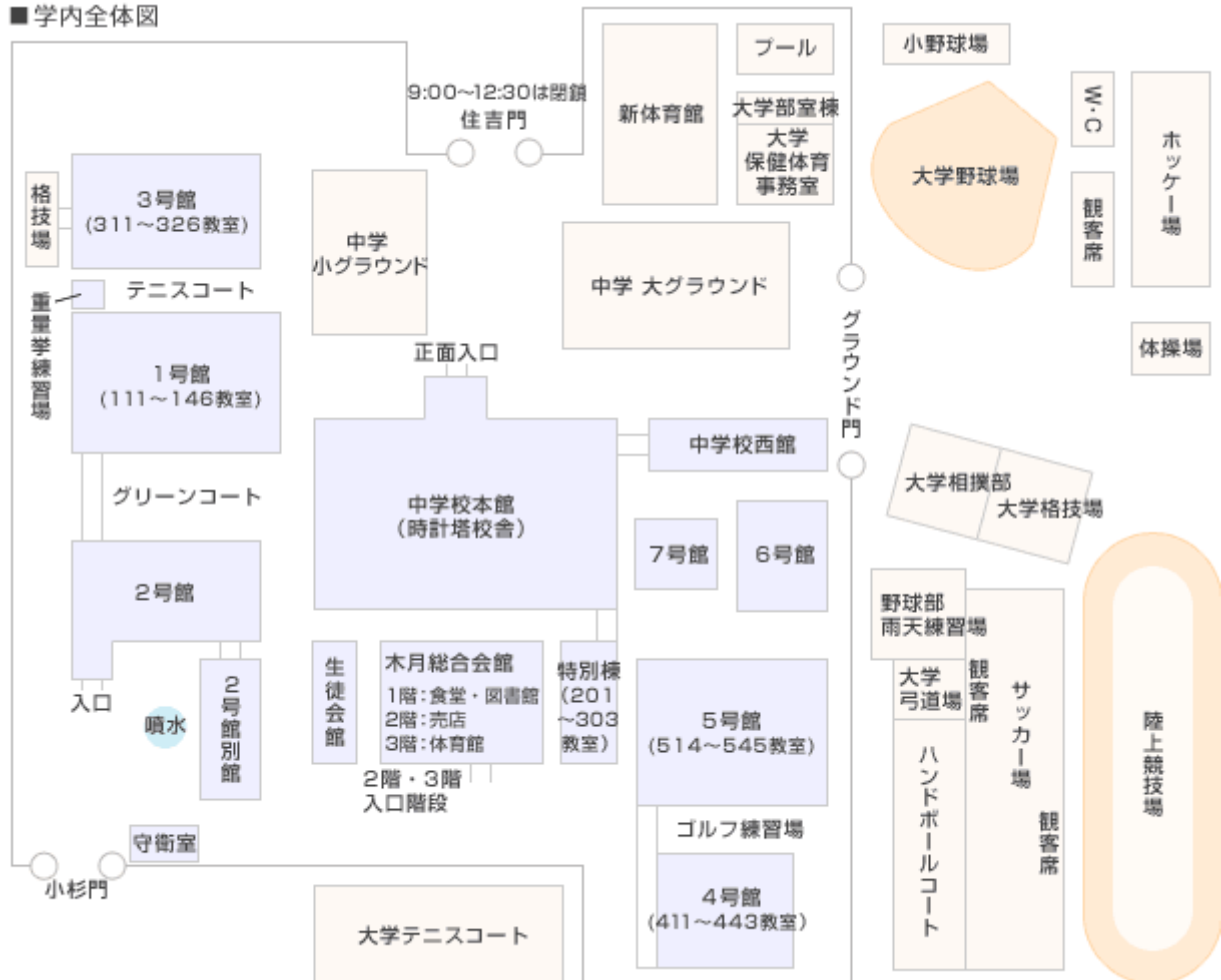 ■学内全体図
9:00〜12:30は閉鎖
住吉門
新体育館
プール
大学部室棟
大学
保健体育
事務室
小野球場
大学野球場
W・C
観客席
ホッケー場
体操場
格技場
3号館
(311〜326教室)
重量挙練習場
テニスコート
中学
小グラウンド
中学 大グラウンド
グラウンド門
1号館
(111〜146教室)
正面入口
中学校西館
グリーンコート
中学校本館
(時計塔校舎)
7号館
6号館
大学相撲部
大学格技場
2号館
入口
噴水
2号館別館
生徒会館
木月総合会館
1階:食堂・図書館
2階:売店
3階:体育館
2階・3階
入口階段
特別棟
(201
〜303
教室)
5号館
(514〜545教室)
野球部
雨天練習場
大学
弓道場
観客席
サッカー場
ハンドボールコート
観客席
陸上競技場
守衛室
小杉門
ゴルフ練習場
4号館
(411〜443教室)
大学テニスコート